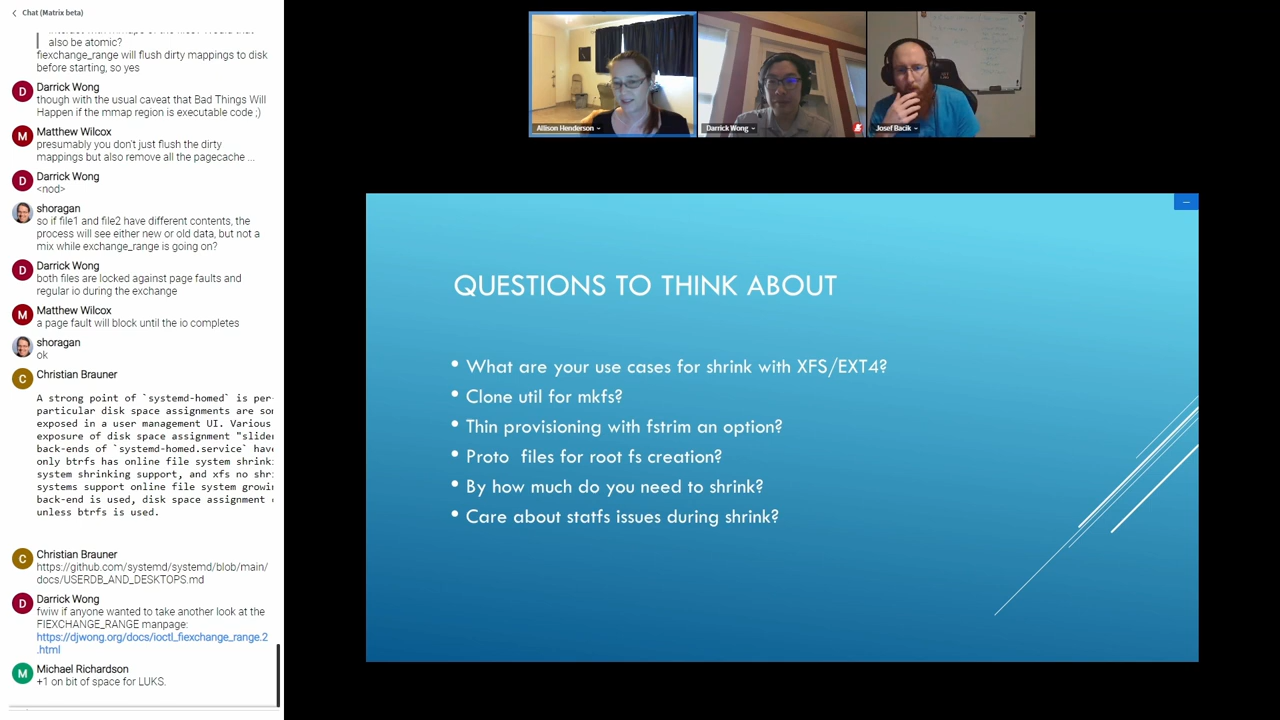 Chat (Matrix beta)
also be atomic?
fiexchange_range will flush dirty mappings to disk
before starting, so yes
D
Darrick Wong
though with the usual caveat that Bad Things Will
Happen if the mmap region is executable code ;)
M
Matthew Wilcox
presumably you don't just flush the dirty
mappings but also remove all the pagecache ...
D
Darrick Wong
<nod>
shoragan
so if file1 and file2 have different contents, the
process will see either new or old data, but not a
mix while exchange_range is going on?
D
Darrick Wong
both files are locked against page faults and
regular io during the exchange
M
Matthew Wilcox
a page fault will block until the io completes
shoragan
ok
C
Christian Brauner
A strong point of `systemd-homed` is per-
particular disk space assignments are
exposed in a user management UI. Various
exposure of disk space assignment "slider
back-ends of `systemd-homed.service` have
only btrfs has online file system shrink
system shrinking support, and xfs no
systems support online file system
back-end is used, disk space assignment
unless btrfs is used.
C
Christian Brauner
https://github.com/systemd/systemd/blob/main/
docs/USERDB_AND_DESKTOPS.md
D
Darrick Wong
fwiw if anyone wanted to take another look at the
FIEXCHANGE_RANGE manpage:
https://djwong.org/docs/ioctl_fiexchange_range.2
.html
M
Michael Richardson
+1 on bit of space for LUKS.
Allison Henderson
Darrick Wong
Josef Bacik
QUESTIONS TO THINK ABOUT
• What are your use cases for shrink with XFS/EXT4?
• Clone util for mkfs?
• Thin provisioning with fstrim an option?
• Proto files for root fs creation?
• By how much do you need to shrink?
• Care about statfs issues during shrink?